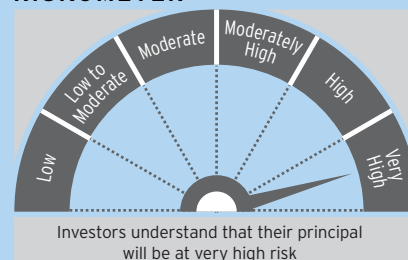 RISKOMETER
Low
Low to
Moderate
Moderate
Moderately
High
High
Very
High
Investors understand that their principal
will be at very high risk